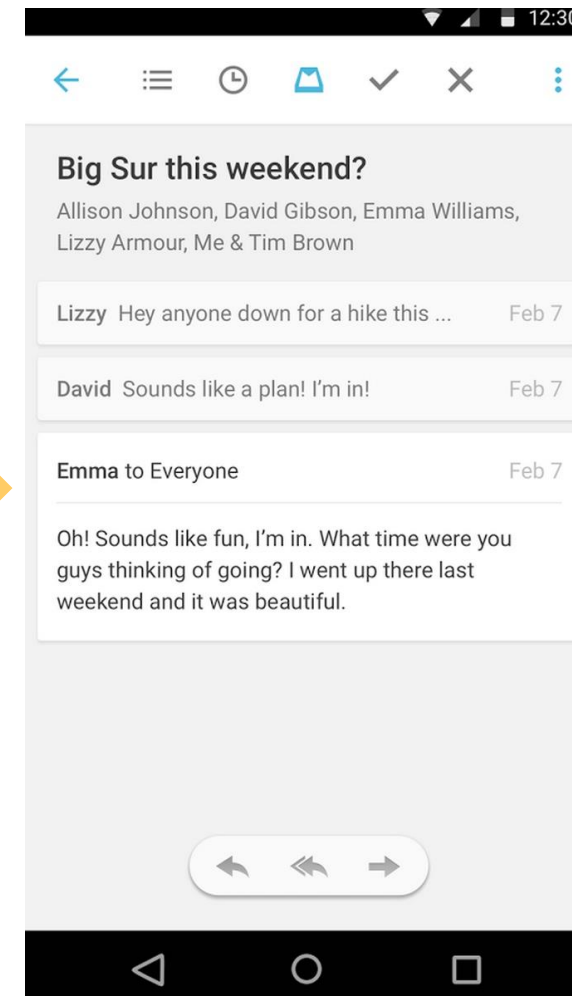 12:30
Big Sur this weekend?
Allison Johnson, David Gibson, Emma Williams,
Lizzy Armour, Me & Tim Brown
Lizzy Hey anyone down for a hike this ... Feb 7
David Sounds like a plan! I’m in! Feb 7
Emma to Everyone Feb 7
Oh! Sounds like fun, I’m in. What time were you
guys thinking of going? I went up there last
weekend and it was beautiful.